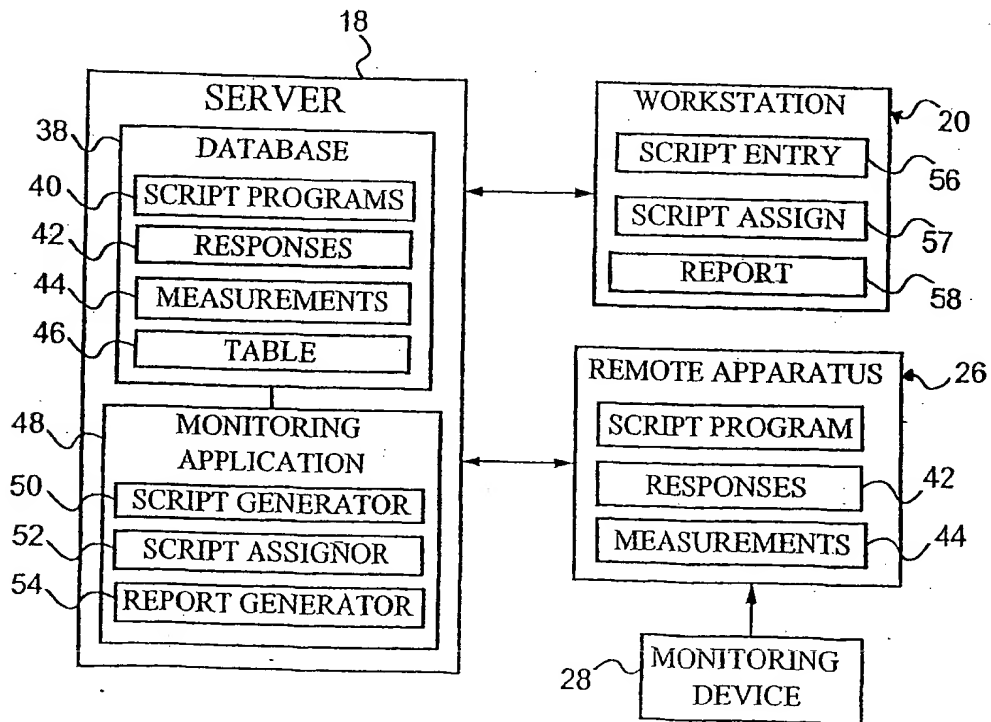 18
SERVER
38
DATABASE
40
SCRIPT PROGRAMS
42
RESPONSES
44
MEASUREMENTS
46
TABLE
48
MONITORING
APPLICATION
50
SCRIPT GENERATOR
52
SCRIPT ASSIGNOR
54
REPORT GENERATOR
WORKSTATION
20
SCRIPT ENTRY
56
SCRIPT ASSIGN
57
REPORT
58
REMOTE APPARATUS
26
SCRIPT PROGRAM
RESPONSES
42
MEASUREMENTS
44
28
MONITORING
DEVICE